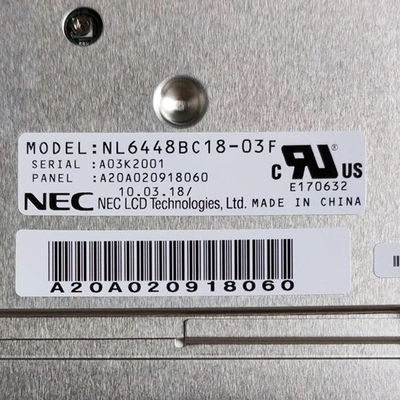 MODEL:NL6448BC18-03F
SERIAL :A03K2001
PANEL :A20A020918060
10.03.18/
NEC NEC LCD Technologies, Ltd. MADE IN CHINA
c RU US
E170632
A20A020918060